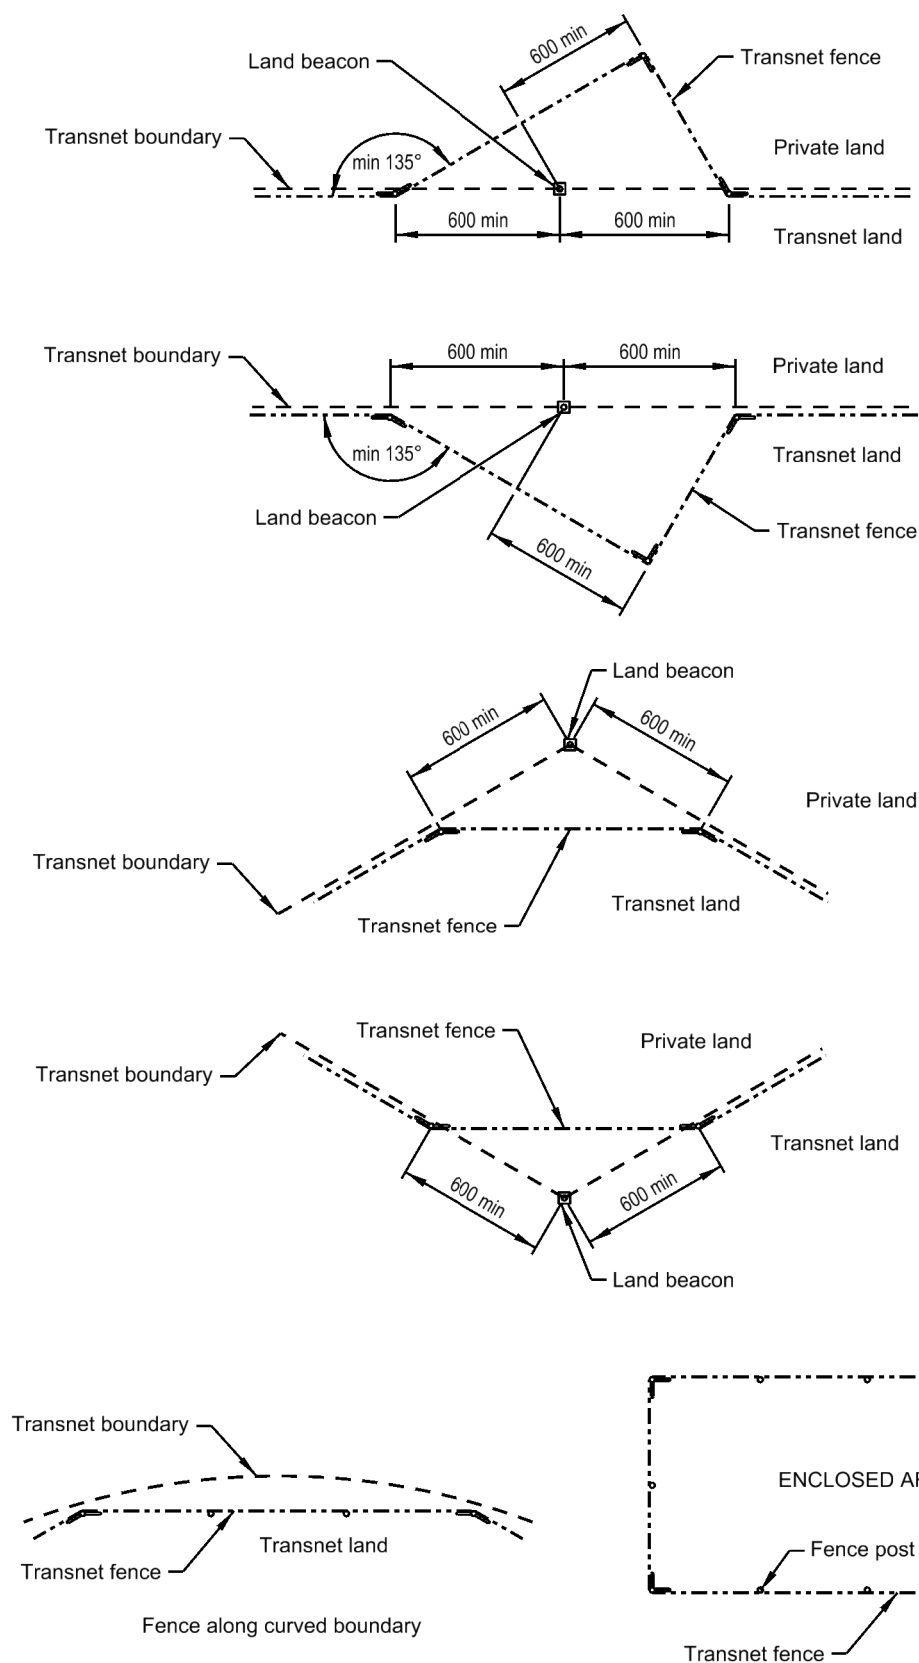 600 min
Land beacon
Transnet fence
Transnet boundary
min 135°
Private land
600 min
600 min
Transnet land
Transnet boundary
600 min
600 min
Private land
min 135°
Transnet land
Land beacon
Transnet fence
600 min
Land beacon
600 min
600 min
Private land
Transnet boundary
Transnet land
Transnet fence
Transnet fence
Private land
Transnet boundary
Transnet land
600 min
600 min
Land beacon
Transnet boundary
ENCLOSED
Transnet land
Fence post
Transnet fence
Fence along curved boundary
Transnet fence